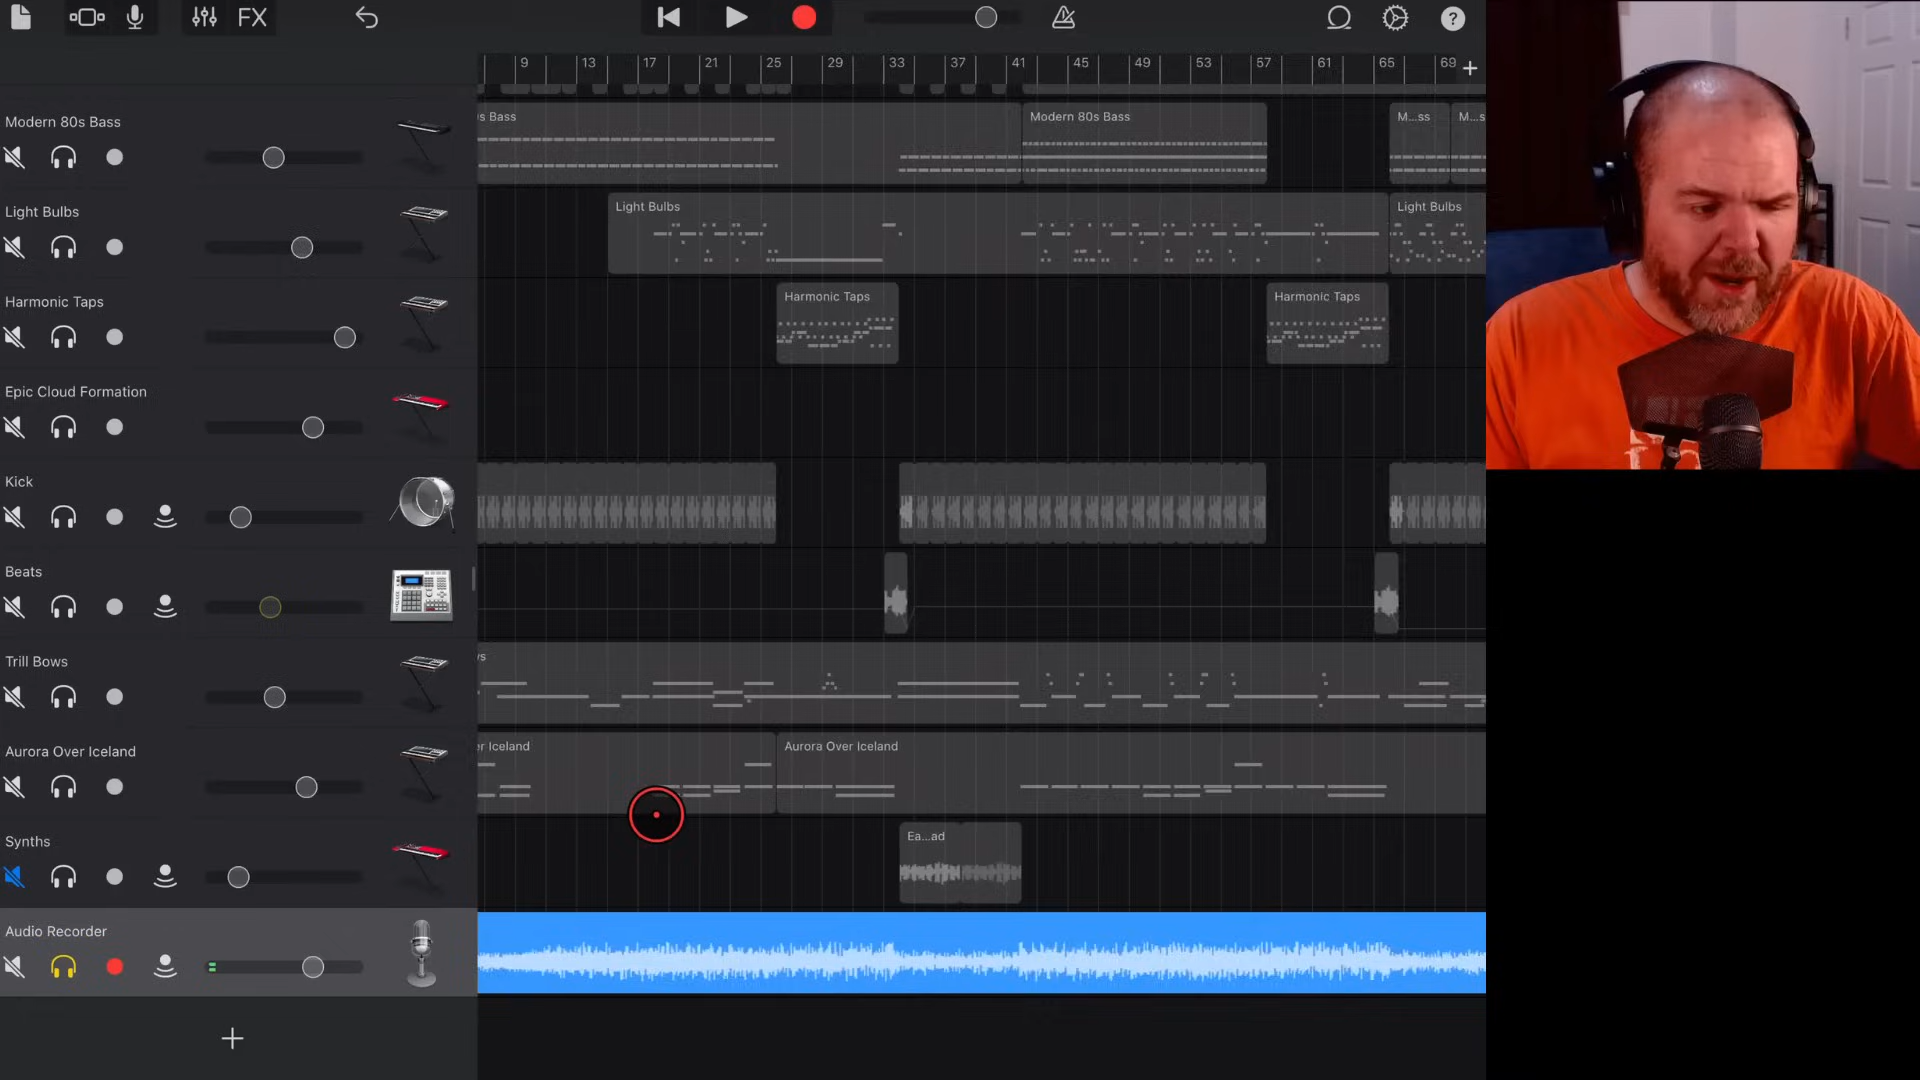 FX
?
9 13 17 21 25 29 33 37 41 45 49 53 57 61 65 69 +
Modern 80s Bass
s Bass
Modern 80s Bass
M...ss
M...s
Light Bulbs
Light Bulbs
Light Bulbs
Harmonic Taps
Harmonic Taps
Harmonic Taps
Epic Cloud Formation
Kick
Beats
Trill Bows
vs
Aurora Over Iceland
er Iceland
Aurora Over Iceland
Synths
Ea...ad
Audio Recorder
+